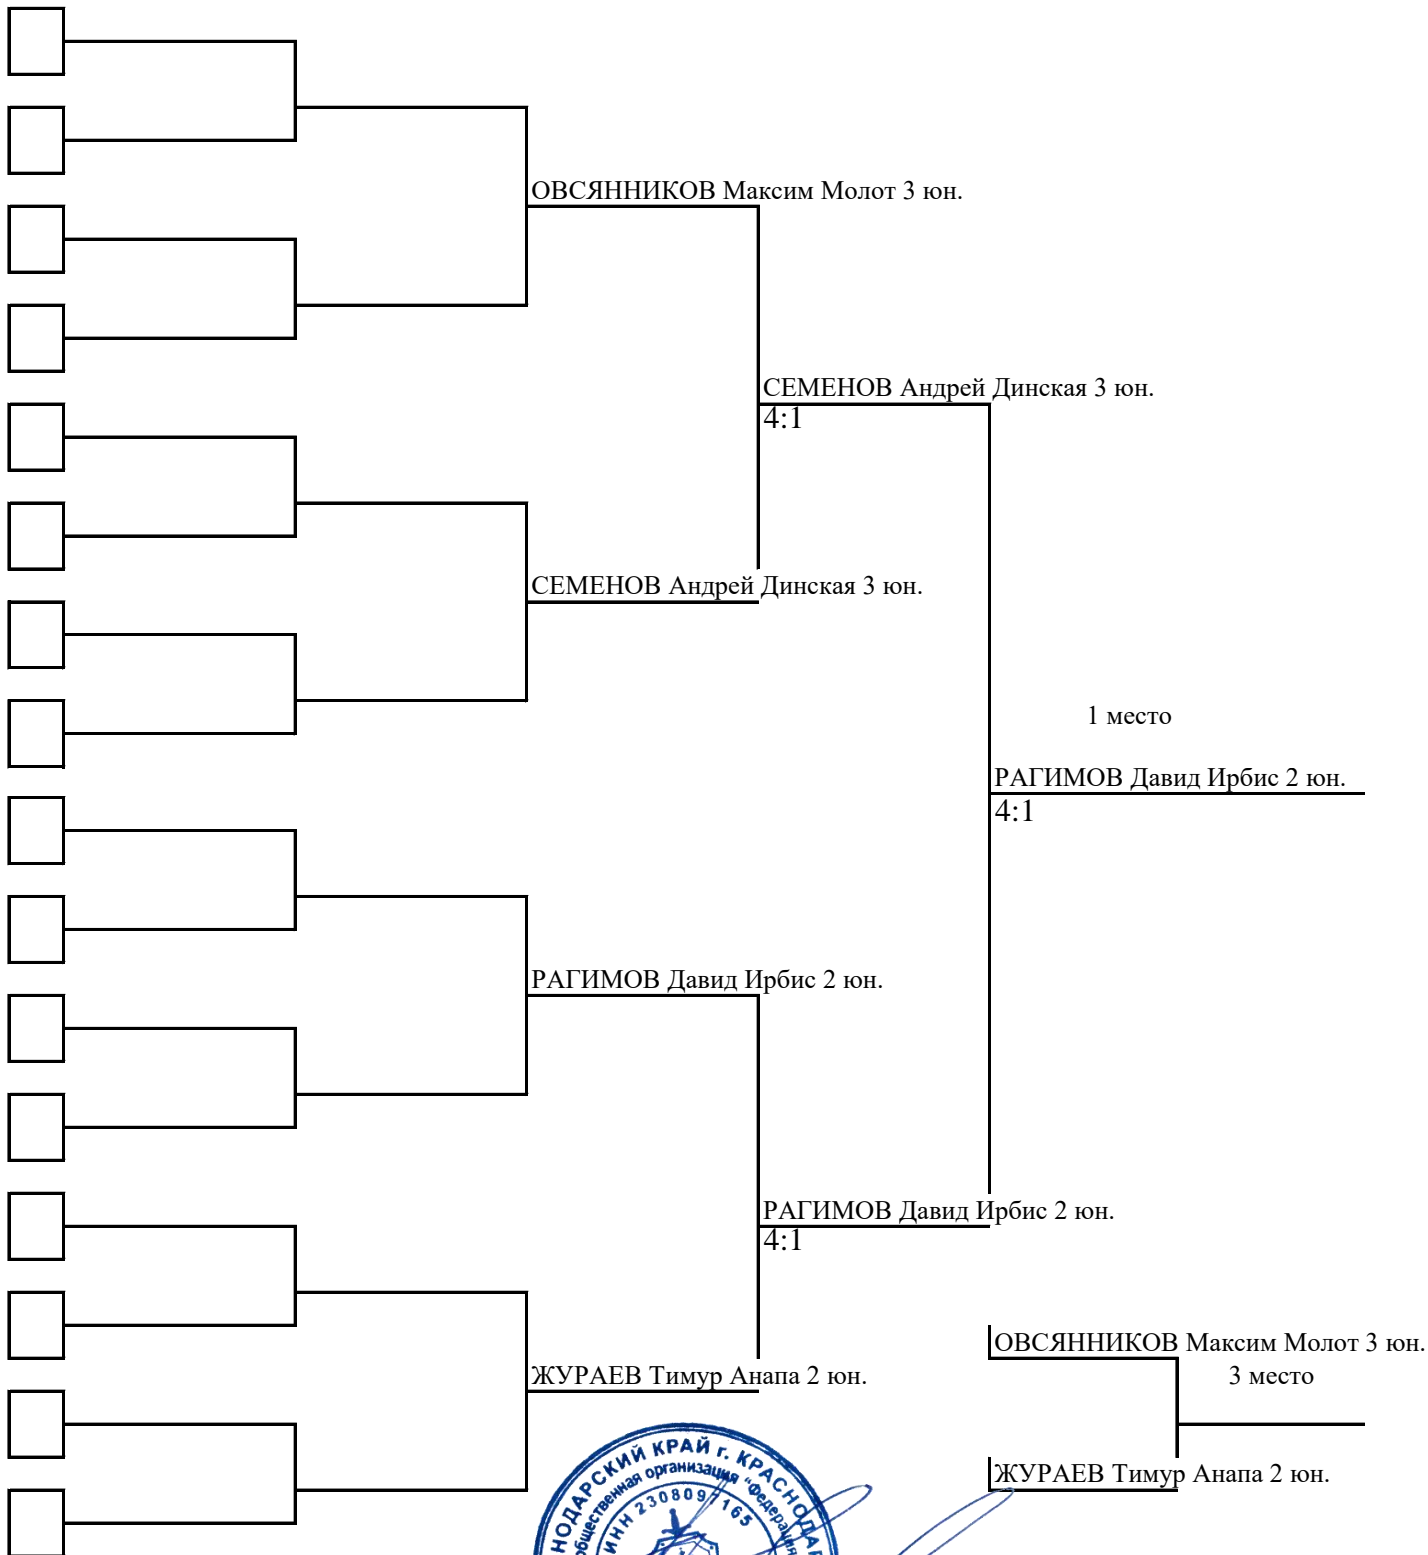 ОВСЯННИКОВ Максим Молот 3 юн.
СЕМЕНОВ Андрей Динская 3 юн.
4:1
СЕМЕНОВ Андрей Динская 3 юн.
1 место
РАГИМОВ Давид Ирбис 2 юн.
4:1
РАГИМОВ Давид Ирбис 2 юн.
РАГИМОВ Давид Ирбис 2 юн.
4:1
ОВСЯННИКОВ Максим Молот 3 юн.
3 место
ЖУРАЕВ Тимур Анапа 2 юн.
ЖУРАЕВ Тимур Анапа 2 юн.
КРАЙ г.
общественная организация "Федерация
ИНН 2308097165